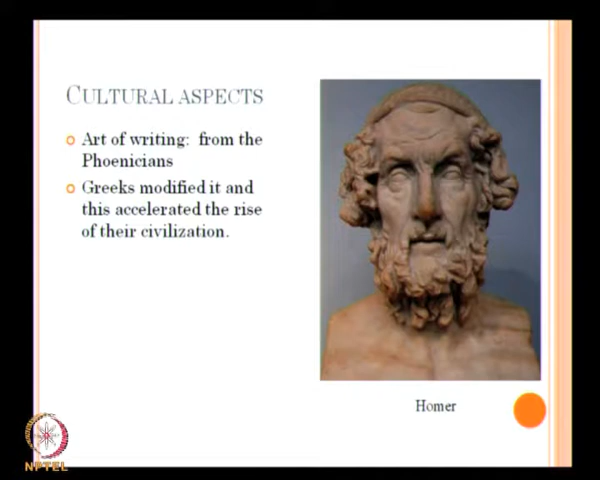 CULTURAL ASPECTS
Art of writing: from the
Phoenicians
Greeks modified it and
this accelerated the rise
of their civilization.
Homer
NPTEL